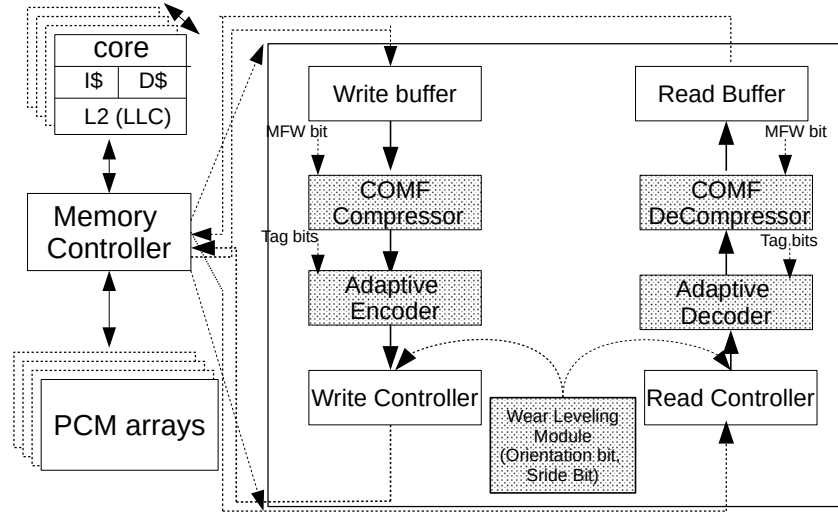 core
I$ D$
L2 (LLC)
Memory
Controller
PCM arrays
Write buffer
MFW bit
COMF
Compressor
Tag bits
Adaptive
Encoder
Write Controller
Wear Leveling
Module
(Orientation bit,
Sride Bit)
Read Buffer
MFW bit
COMF
DeCompressor
Tag bits
Adaptive
Decoder
Read Controller